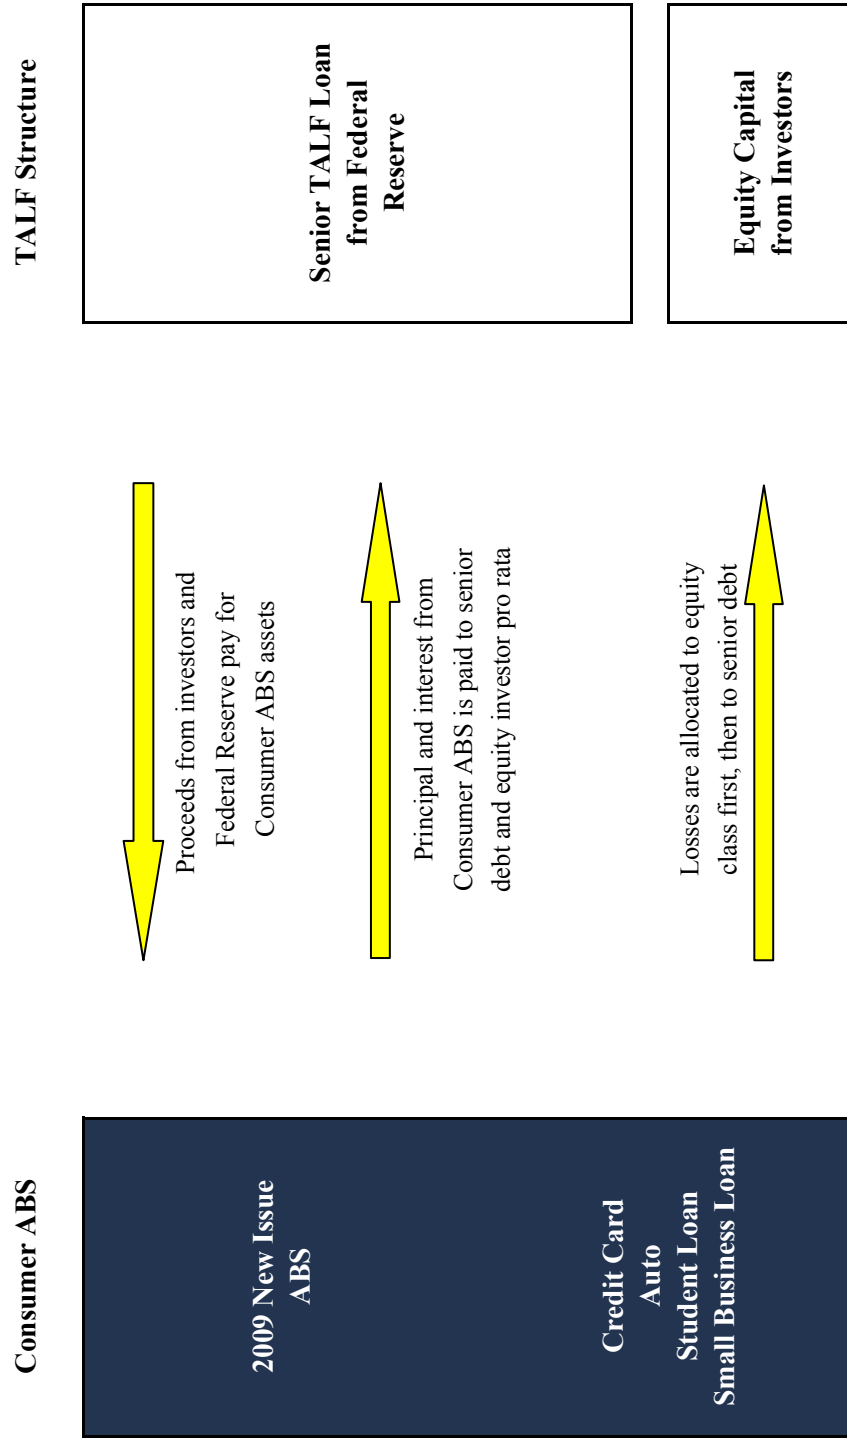 Consumer ABS
TALF Structure
2009 New Issue
ABS
Credit Card
Auto
Student Loan
Small Business Loan
Proceeds from investors and
Federal Reserve pay for
Consumer ABS assets
Principal and interest from
Consumer ABS is paid to senior
debt and equity investor pro rata
Losses are allocated to equity
class first, then to senior debt
Senior TALF Loan
from Federal
Reserve
Equity Capital
from Investors